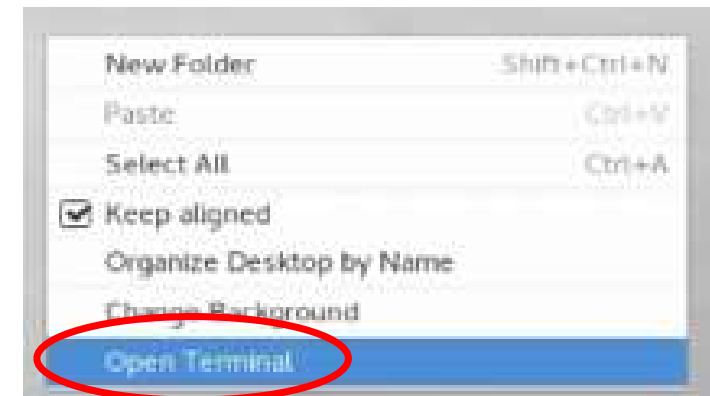 New Folder Shift+Ctrl+N
Paste Ctrl+V
Select All Ctrl+A
Keep aligned
Organize Desktop by Name
Change Background
Open Terminal